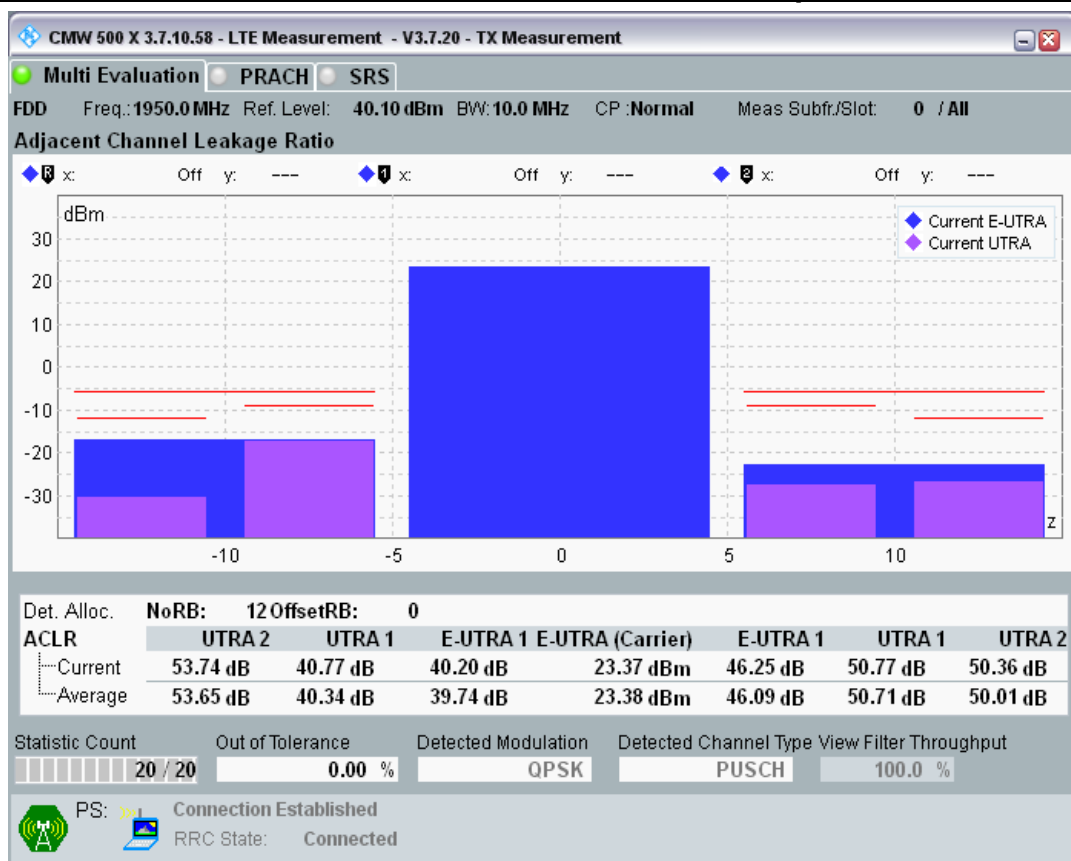 CMW 500 X 3.7.10.58 - LTE Measurement - V3.7.20 - TX Measurement
Multi Evaluation PRACH SRS
FDD Freq.: 1950.0 MHz Ref. Level: 40.10 dBm BW: 10.0 MHz CP :Normal Meas Subfr./Slot: 0 / All
Adjacent Channel Leakage Ratio
R x: Off y: --- 1 x: Off y: --- 2 x: Off y: ---
dBm
Current E-UTRA
Current UTRA
30
20
10
0
-10
-20
-30
z
-10 -5 0 5 10
Det. Alloc. NoRB: 12 OffsetRB: 0
ACLR UTRA 2 UTRA 1 E-UTRA 1 E-UTRA (Carrier) E-UTRA 1 UTRA 1 UTRA 2
Current 53.74 dB 40.77 dB 40.20 dB 23.37 dBm 46.25 dB 50.77 dB 50.36 dB
Average 53.65 dB 40.34 dB 39.74 dB 23.38 dBm 46.09 dB 50.71 dB 50.01 dB
Statistic Count Out of Tolerance Detected Modulation Detected Channel Type View Filter Throughput
20 / 20 0.00 % QPSK PUSCH 100.0 %
PS: Connection Established
RRC State: Connected